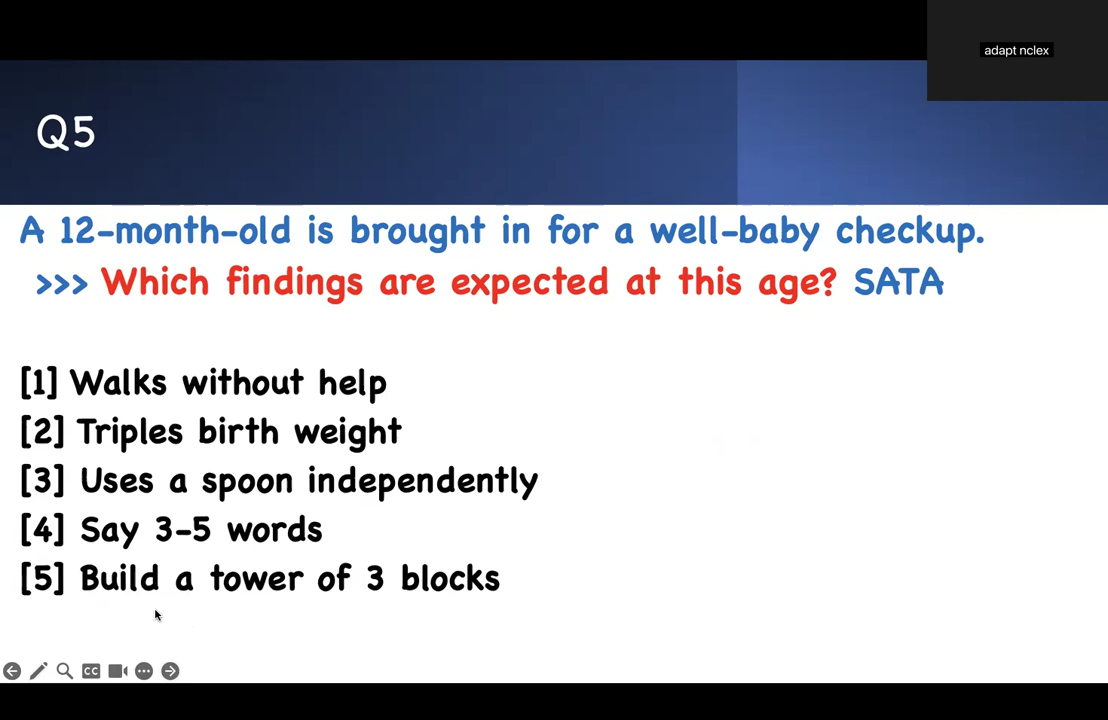 adapt nclex
Q5
A 12-month-old is brought in for a well-baby checkup.
>>> Which findings are expected at this age? SATA
[1] Walks without help
[2] Triples birth weight
[3] Uses a spoon independently
[4] Say 3-5 words
[5] Build a tower of 3 blocks
CC